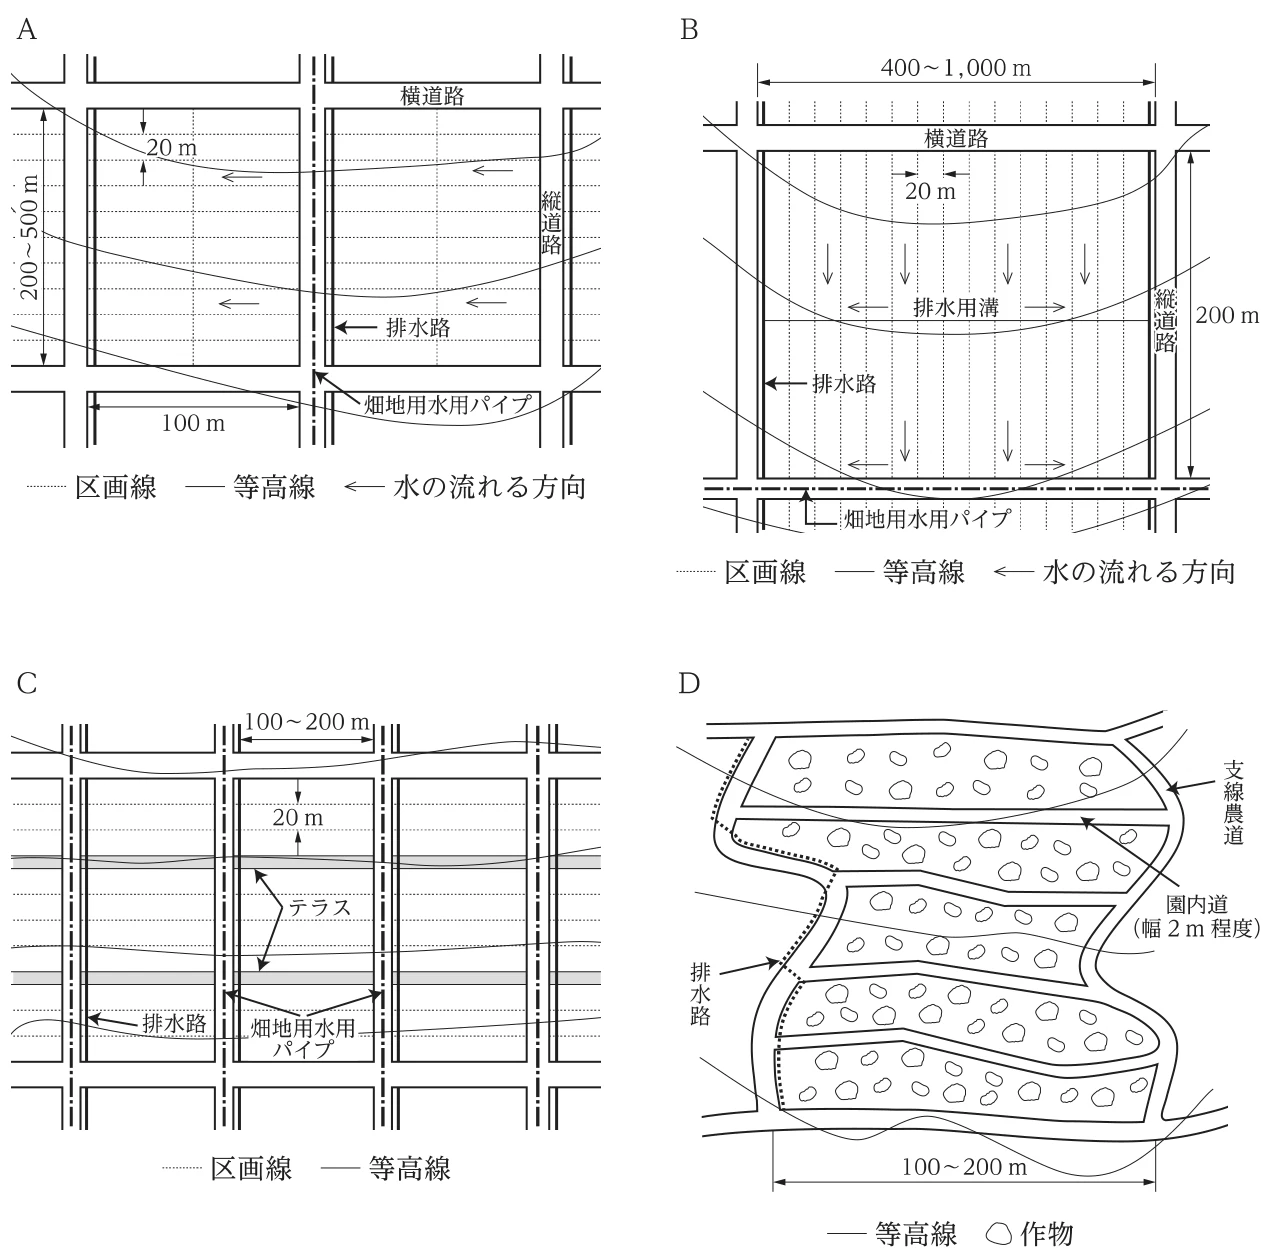 A
横道路
20 m
200～500 m
縦道路
排水路
畑地用水用パイプ
100 m
区画線 等高線 水の流れる方向
B
400～1,000 m
横道路
20 m
排水用溝
縦道路
200 m
排水路
畑地用水用パイプ
区画線 等高線 水の流れる方向
C
100～200 m
20 m
テラス
排水路
畑地用水用
パイプ
区画線 等高線
D
支線農道
園内道
(幅 2 m 程度)
排水路
100～200 m
等高線 作物